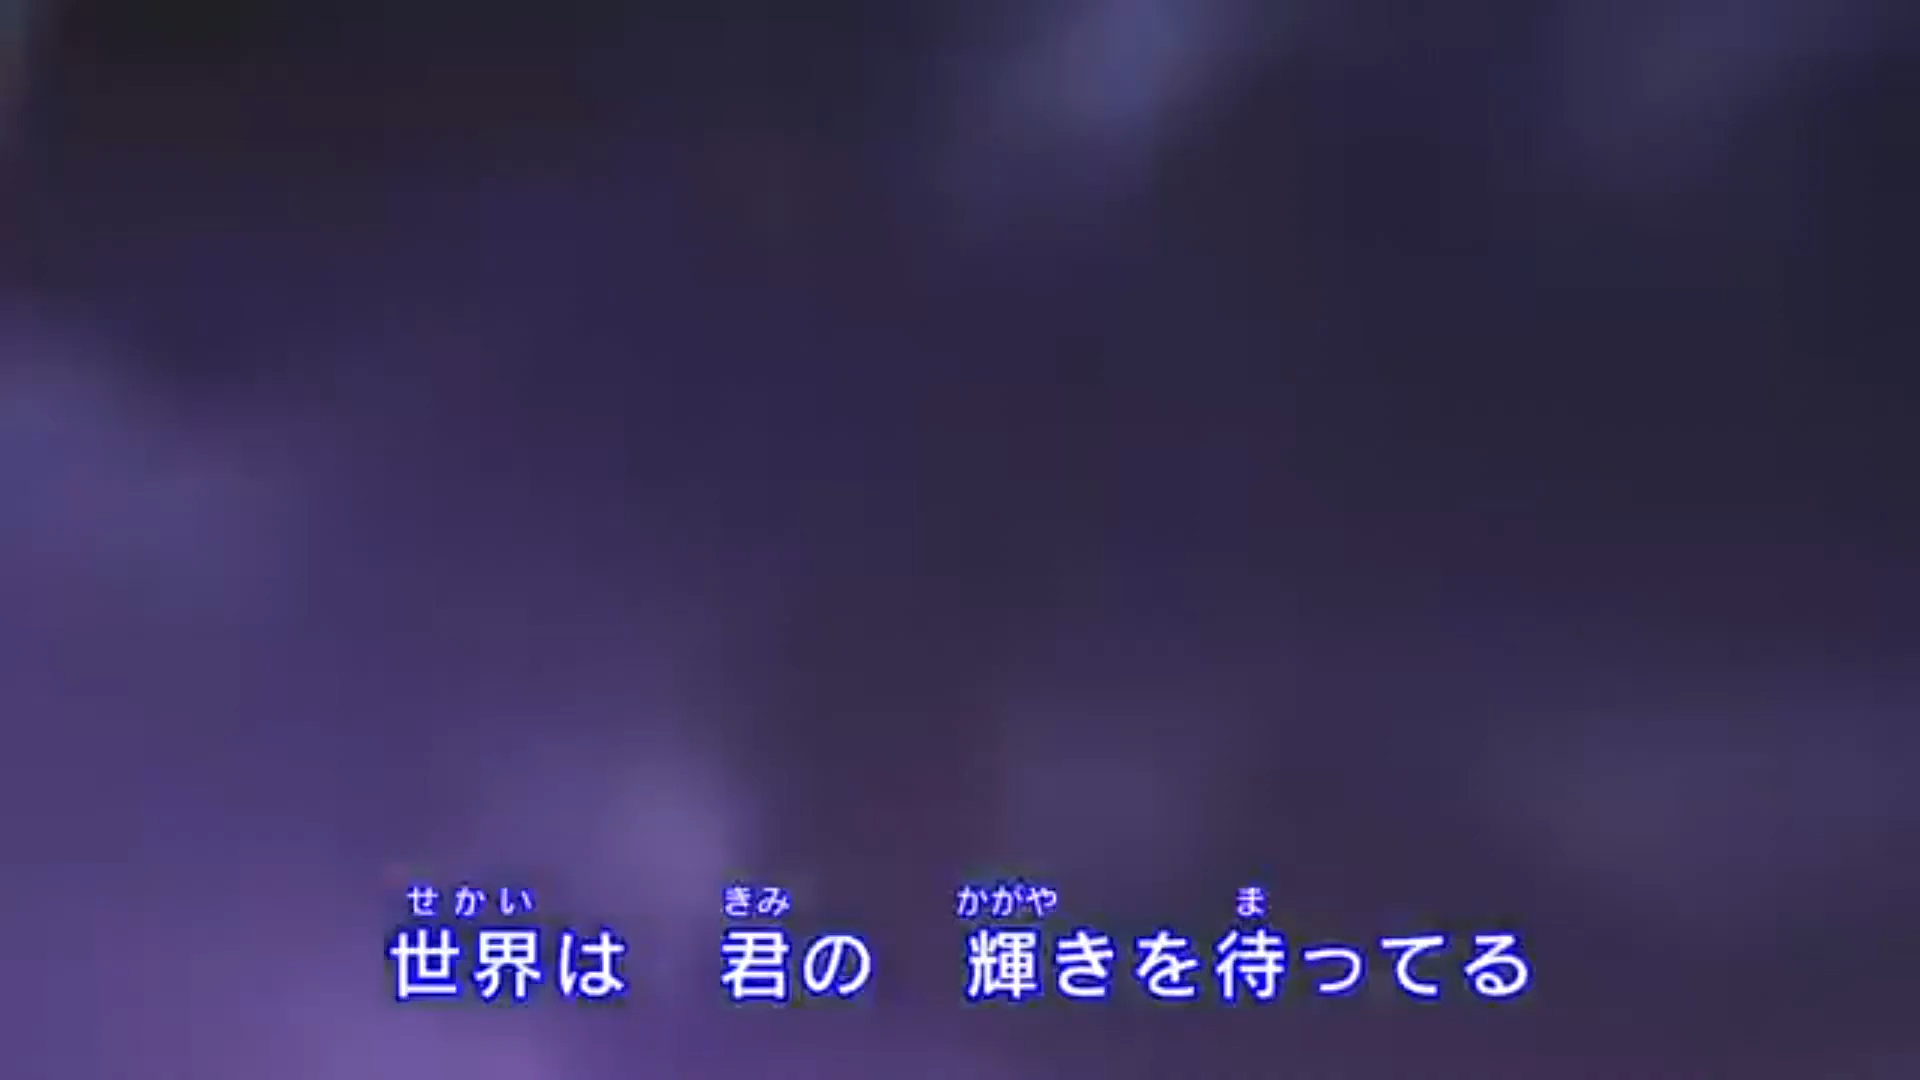 せかい　きみ　かがや　ま
世界は　君の　輝きを待ってる